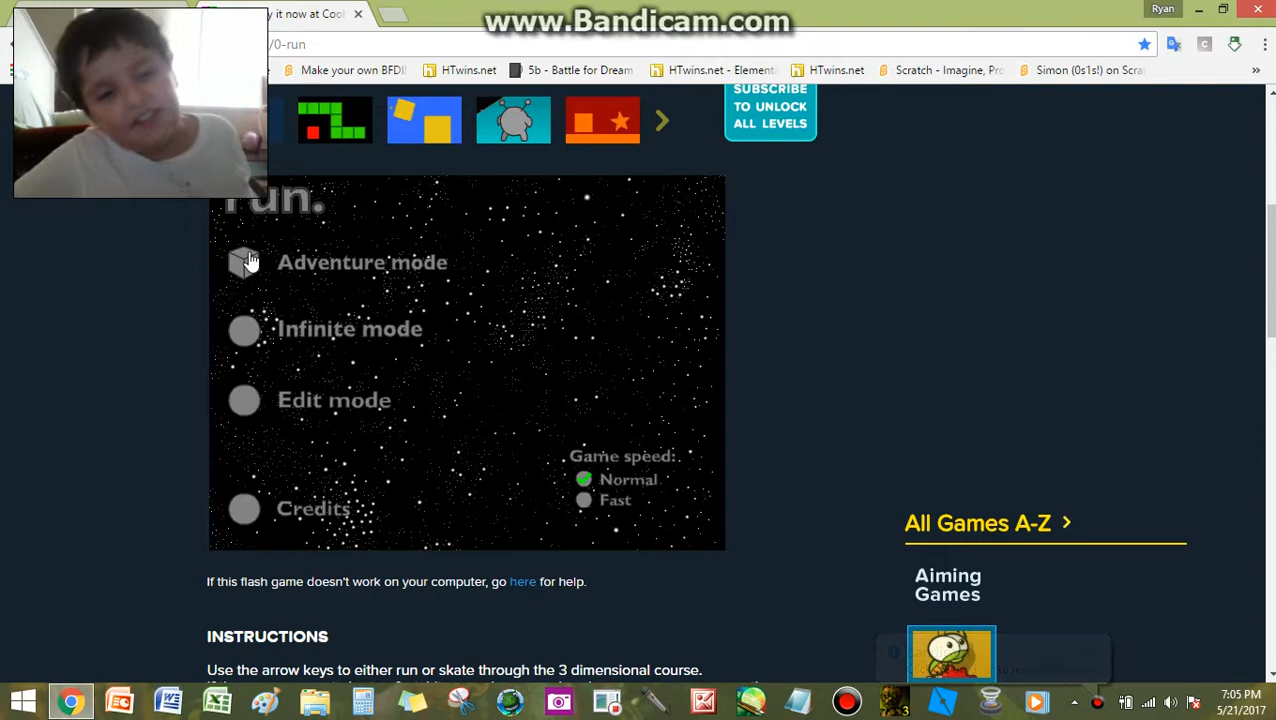 www.Bandicam.com
y it now at Cool
Ryan
/0-run
Make your own BFDI!
HTwins.net
5b - Battle for Dream
HTwins.net - Elementa
HTwins.net
Scratch - Imagine, Pro
Simon (0s1s!) on Scra
SUBSCRIBE
TO UNLOCK
ALL LEVELS
run.
Adventure mode
Infinite mode
Edit mode
Game speed:
Normal
Fast
Credits
If this flash game doesn't work on your computer, go here for help.
All Games A-Z
Aiming
Games
INSTRUCTIONS
Use the arrow keys to either run or skate through the 3 dimensional course.
7:05 PM
5/21/2017